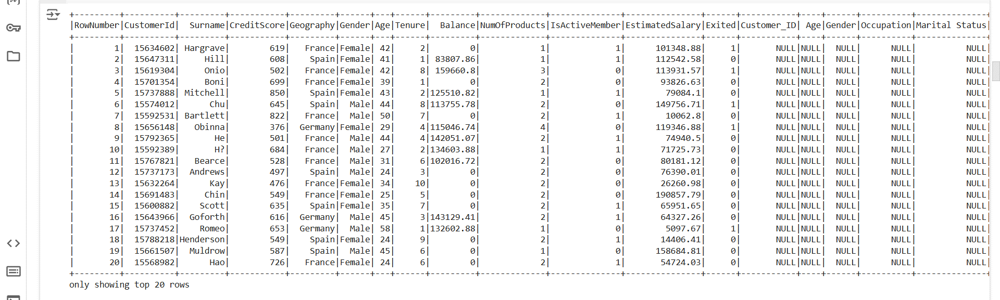 +---------+----------+---------+-----------+---------+------+---+------+---------+-------------+--------------+---------------+------+-----------+----+------+----------+--------------+
|RowNumber|CustomerId|  Surname|CreditScore|Geography|Gender|Age|Tenure|  Balance|NumOfProducts|IsActiveMember|EstimatedSalary|Exited|Customer_ID| Age|Gender|Occupation|Marital Status|
+---------+----------+---------+-----------+---------+------+---+------+---------+-------------+--------------+---------------+------+-----------+----+------+----------+--------------+
|        1|  15634602| Hargrave|        619|   France|Female| 42|     2|        0|            1|             1|      101348.88|     1|       NULL|NULL|  NULL|      NULL|          NULL|
|        2|  15647311|     Hill|        608|    Spain|Female| 41|     1| 83807.86|            1|             1|      112542.58|     0|       NULL|NULL|  NULL|      NULL|          NULL|
|        3|  15619304|     Onio|        502|   France|Female| 42|     8| 159660.8|            3|             0|      113931.57|     1|       NULL|NULL|  NULL|      NULL|          NULL|
|        4|  15701354|     Boni|        699|   France|Female| 39|     1|        0|            2|             0|       93826.63|     0|       NULL|NULL|  NULL|      NULL|          NULL|
|        5|  15737888| Mitchell|        850|    Spain|Female| 43|     2|125510.82|            1|             1|        79084.1|     0|       NULL|NULL|  NULL|      NULL|          NULL|
|        6|  15574012|      Chu|        645|    Spain|  Male| 44|     8|113755.78|            2|             0|      149756.71|     1|       NULL|NULL|  NULL|      NULL|          NULL|
|        7|  15592531| Bartlett|        822|   France|  Male| 50|     7|        0|            2|             1|        10062.8|     0|       NULL|NULL|  NULL|      NULL|          NULL|
|        8|  15656148|   Obinna|        376|  Germany|Female| 29|     4|115046.74|            4|             0|      119346.88|     1|       NULL|NULL|  NULL|      NULL|          NULL|
|        9|  15792365|       He|        501|   France|  Male| 44|     4|142051.07|            2|             1|        74940.5|     0|       NULL|NULL|  NULL|      NULL|          NULL|
|       10|  15592389|       H?|        684|   France|  Male| 27|     2|134603.88|            1|             1|       71725.73|     0|       NULL|NULL|  NULL|      NULL|          NULL|
|       11|  15767821|   Bearce|        528|   France|  Male| 31|     6|102016.72|            2|             0|       80181.12|     0|       NULL|NULL|  NULL|      NULL|          NULL|
|       12|  15737173|  Andrews|        497|    Spain|  Male| 24|     3|        0|            2|             0|       76390.01|     0|       NULL|NULL|  NULL|      NULL|          NULL|
|       13|  15632264|      Kay|        476|   France|Female| 34|    10|        0|            2|             0|       26260.98|     0|       NULL|NULL|  NULL|      NULL|          NULL|
|       14|  15691483|     Chin|        549|   France|Female| 25|     5|        0|            2|             0|      190857.79|     0|       NULL|NULL|  NULL|      NULL|          NULL|
|       15|  15600882|    Scott|        635|    Spain|Female| 35|     7|        0|            2|             1|       65951.65|     0|       NULL|NULL|  NULL|      NULL|          NULL|
|       16|  15643966|  Goforth|        616|  Germany|  Male| 45|     3|143129.41|            2|             1|       64327.26|     0|       NULL|NULL|  NULL|      NULL|          NULL|
|       17|  15737452|    Romeo|        653|  Germany|  Male| 58|     1|132602.88|            1|             0|        5097.67|     1|       NULL|NULL|  NULL|      NULL|          NULL|
|       18|  15788218|Henderson|        549|    Spain|Female| 24|     9|        0|            2|             1|       14406.41|     0|       NULL|NULL|  NULL|      NULL|          NULL|
|       19|  15661507|  Muldrow|        587|    Spain|  Male| 45|     6|        0|            1|             0|      158684.81|     0|       NULL|NULL|  NULL|      NULL|          NULL|
|       20|  15568982|      Hao|        726|   France|Female| 24|     6|        0|            2|             1|       54724.03|     0|       NULL|NULL|  NULL|      NULL|          NULL|
+---------+----------+---------+-----------+---------+------+---+------+---------+-------------+--------------+---------------+------+-----------+----+------+----------+--------------+
only showing top 20 rows